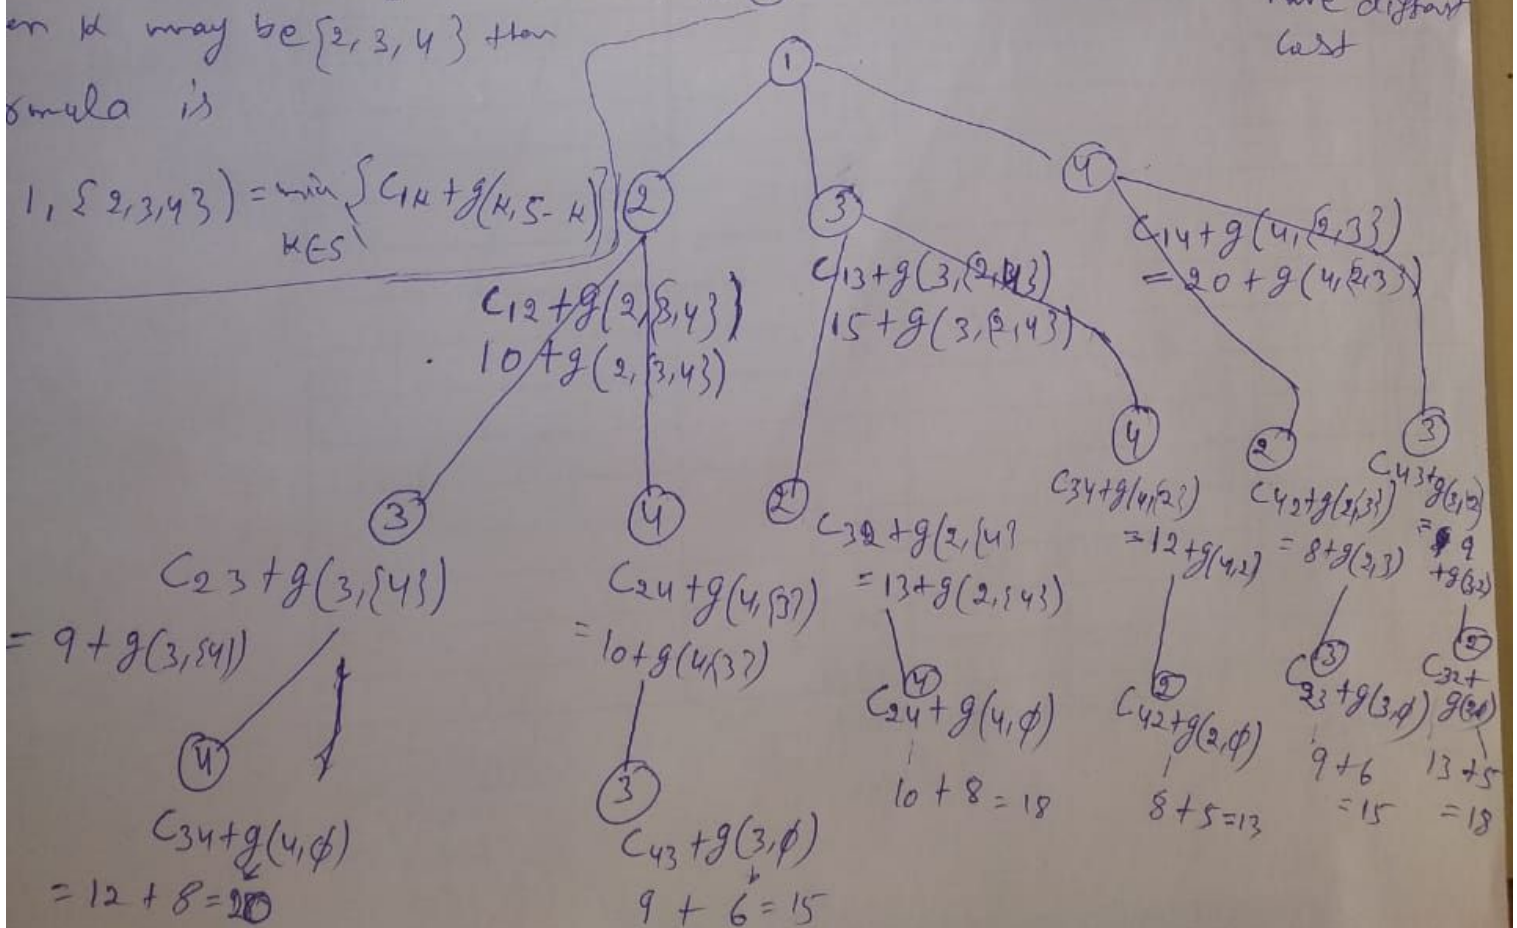 en K may be {2, 3, 4} then
have different
Cost
ormula is
1, {2,3,4}) = min {C1K + g(K, S-K)}
K∈S
1
2
3
4
C12 + g(2,{3,4})
10 + g(2,{3,4})
C13 + g(3,{2,4})
15 + g(3,{2,4})
C14 + g(4,{2,3})
= 20 + g(4,{2,3})
3
4
2
4
2
3
C23 + g(3,{4})
= 9 + g(3,{4})
C24 + g(4,{3})
= 10 + g(4,{3})
C32 + g(2,{4}
= 13 + g(2,{4})
C34 + g(4,{2})
= 12 + g(4,2)
C42 + g(2,{3})
= 8 + g(2,3)
C43 + g(3,2)
= 9
+ g(3,2)
4
3
4
2
3
2
C34 + g(4,φ)
= 12 + 8 = 20
C43 + g(3,φ)
9 + 6 = 15
C24 + g(4,φ)
10 + 8 = 18
C42 + g(2,φ)
8 + 5 = 13
C23 + g(3,φ)
9 + 6
= 15
C32 +
13 + 5
= 18